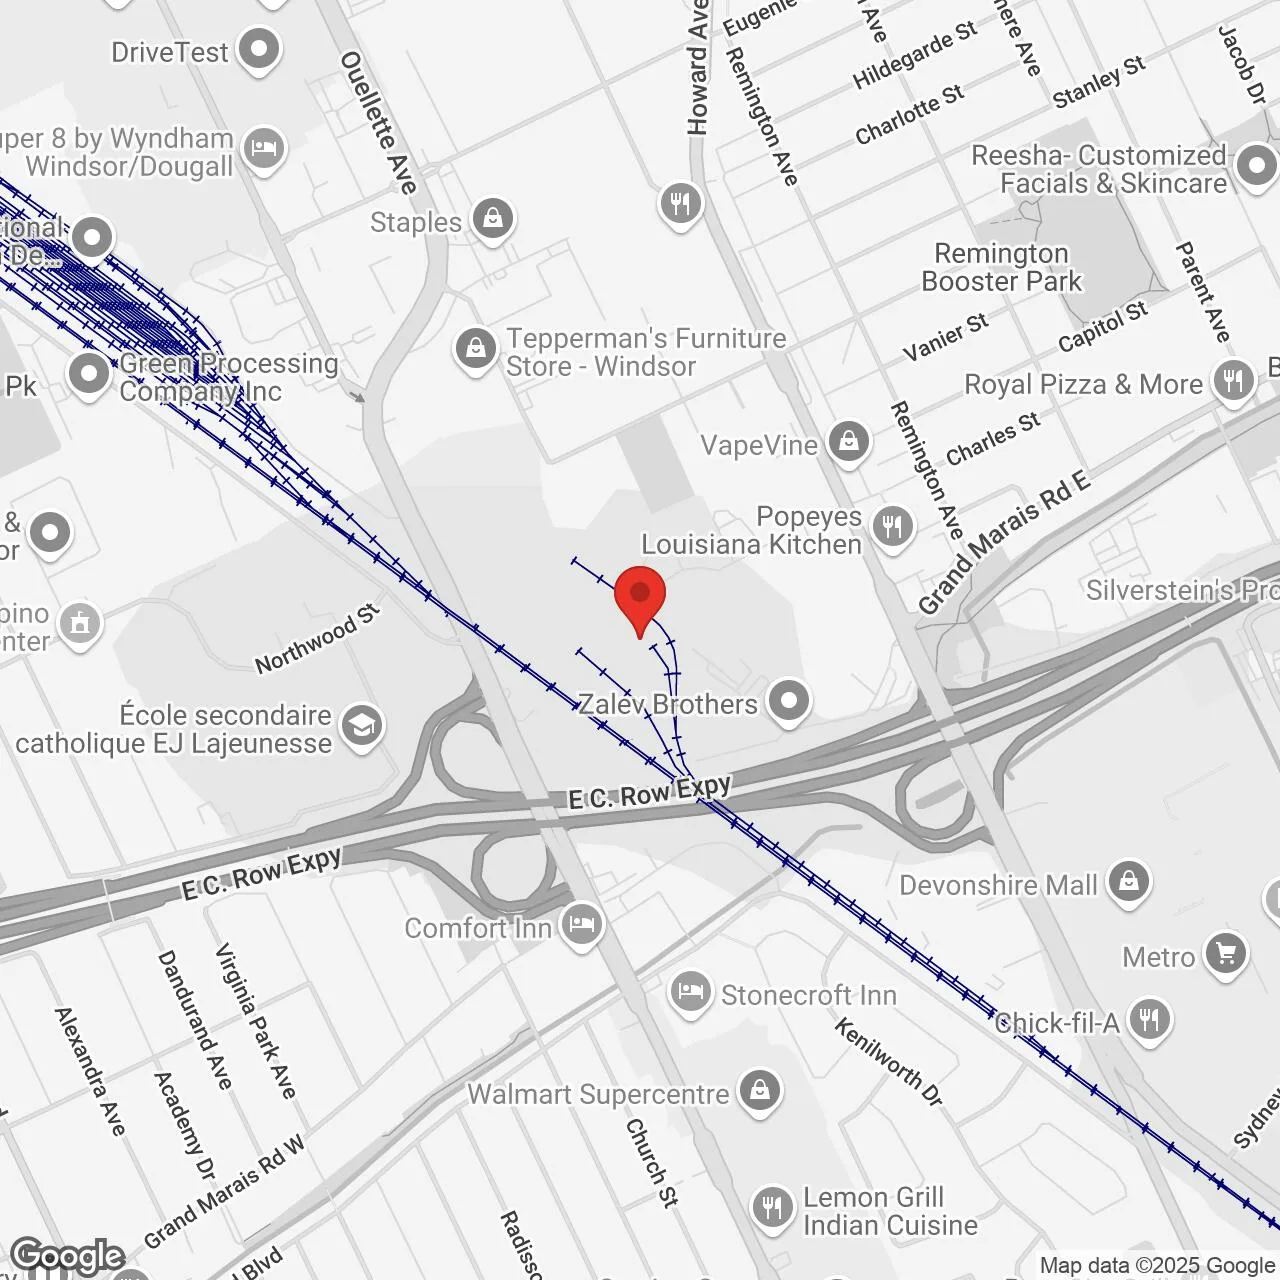 DriveTest
Ouellette Ave
Howard Ave
Eugenie
Remington Ave
Hildegarde St
Charlotte St
Stanley St
Jacob Dr
Wyndham
Windsor/Dougall
Staples
Reesha- Customized
Facials & Skincare
Remington
Booster Park
Parent Ave
Vanier St
Capitol St
Tepperman's Furniture
Store - Windsor
Green Processing
Company Inc
Pk
Royal Pizza & More
VapeVine
Remington Ave
Charles St
Grand Marais Rd E
Popeyes
Louisiana Kitchen
Silverstein's
Northwood St
Zalev Brothers
École secondaire
catholique EJ Lajeunesse
E C. Row Expy
E C. Row Expy
Devonshire Mall
Comfort Inn
Metro
Stonecroft Inn
Chick-fil-A
Virginia Park Ave
Dandurand Ave
Alexandra Ave
Academy Dr
Kenilworth Dr
Walmart Supercentre
Sydney
Church St
Grand Marais Rd W
Lemon Grill
Indian Cuisine
Blvd
Google
Map data ©2025 Google